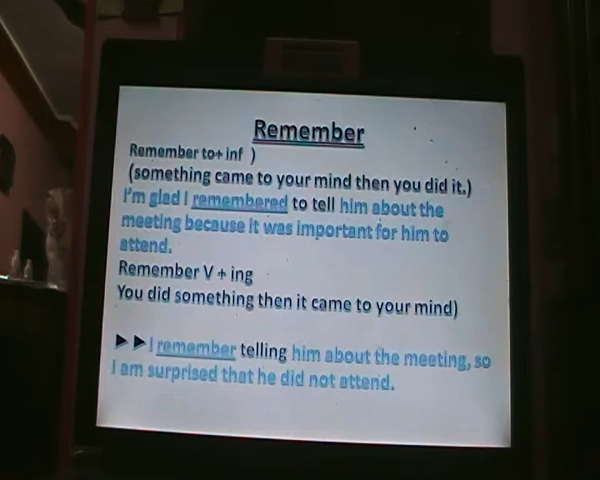 Remember
Remember to+ inf )
(something came to your mind then you did it.)
I'm glad I remembered to tell him about the
meeting because it was important for him to
attend.
Remember V + ing
You did something then it came to your mind)
►►I remember telling him about the meeting, so
I am surprised that he did not attend.